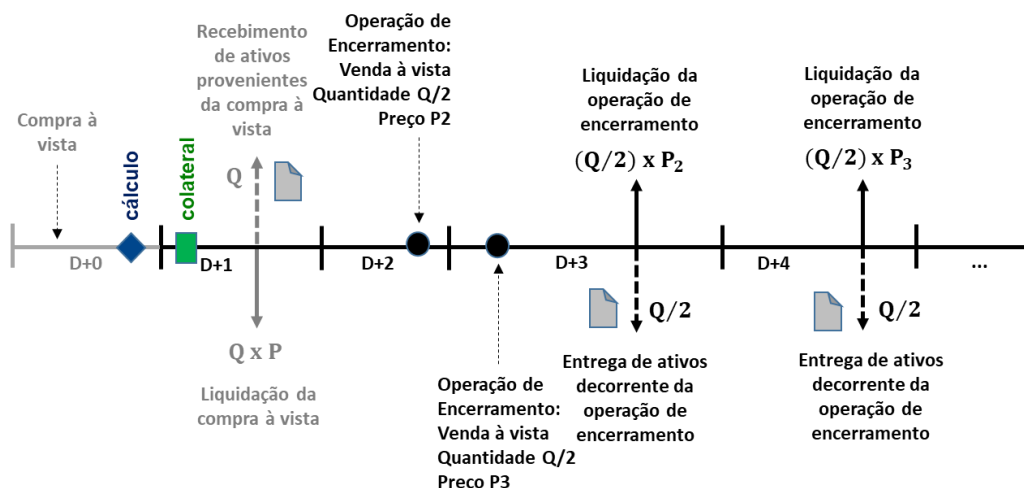 Compra à
vista
cálculo
colateral
Recebimento
de ativos
provenientes
da compra à
vista
Q
Operação de
Encerramento:
Venda à vista
Quantidade Q/2
Preço P2
Liquidação da
operação de
encerramento
(Q/2) x P₂
Liquidação da
operação de
encerramento
(Q/2) x P₃
D+0
D+1
D+2
D+3
D+4
...
Q x P
Liquidação da
compra à vista
Operação de
Encerramento:
Venda à vista
Quantidade Q/2
Preço P3
Q/2
Entrega de ativos
decorrente da
operação de
encerramento
Q/2
Entrega de ativos
decorrente da
operação de
encerramento